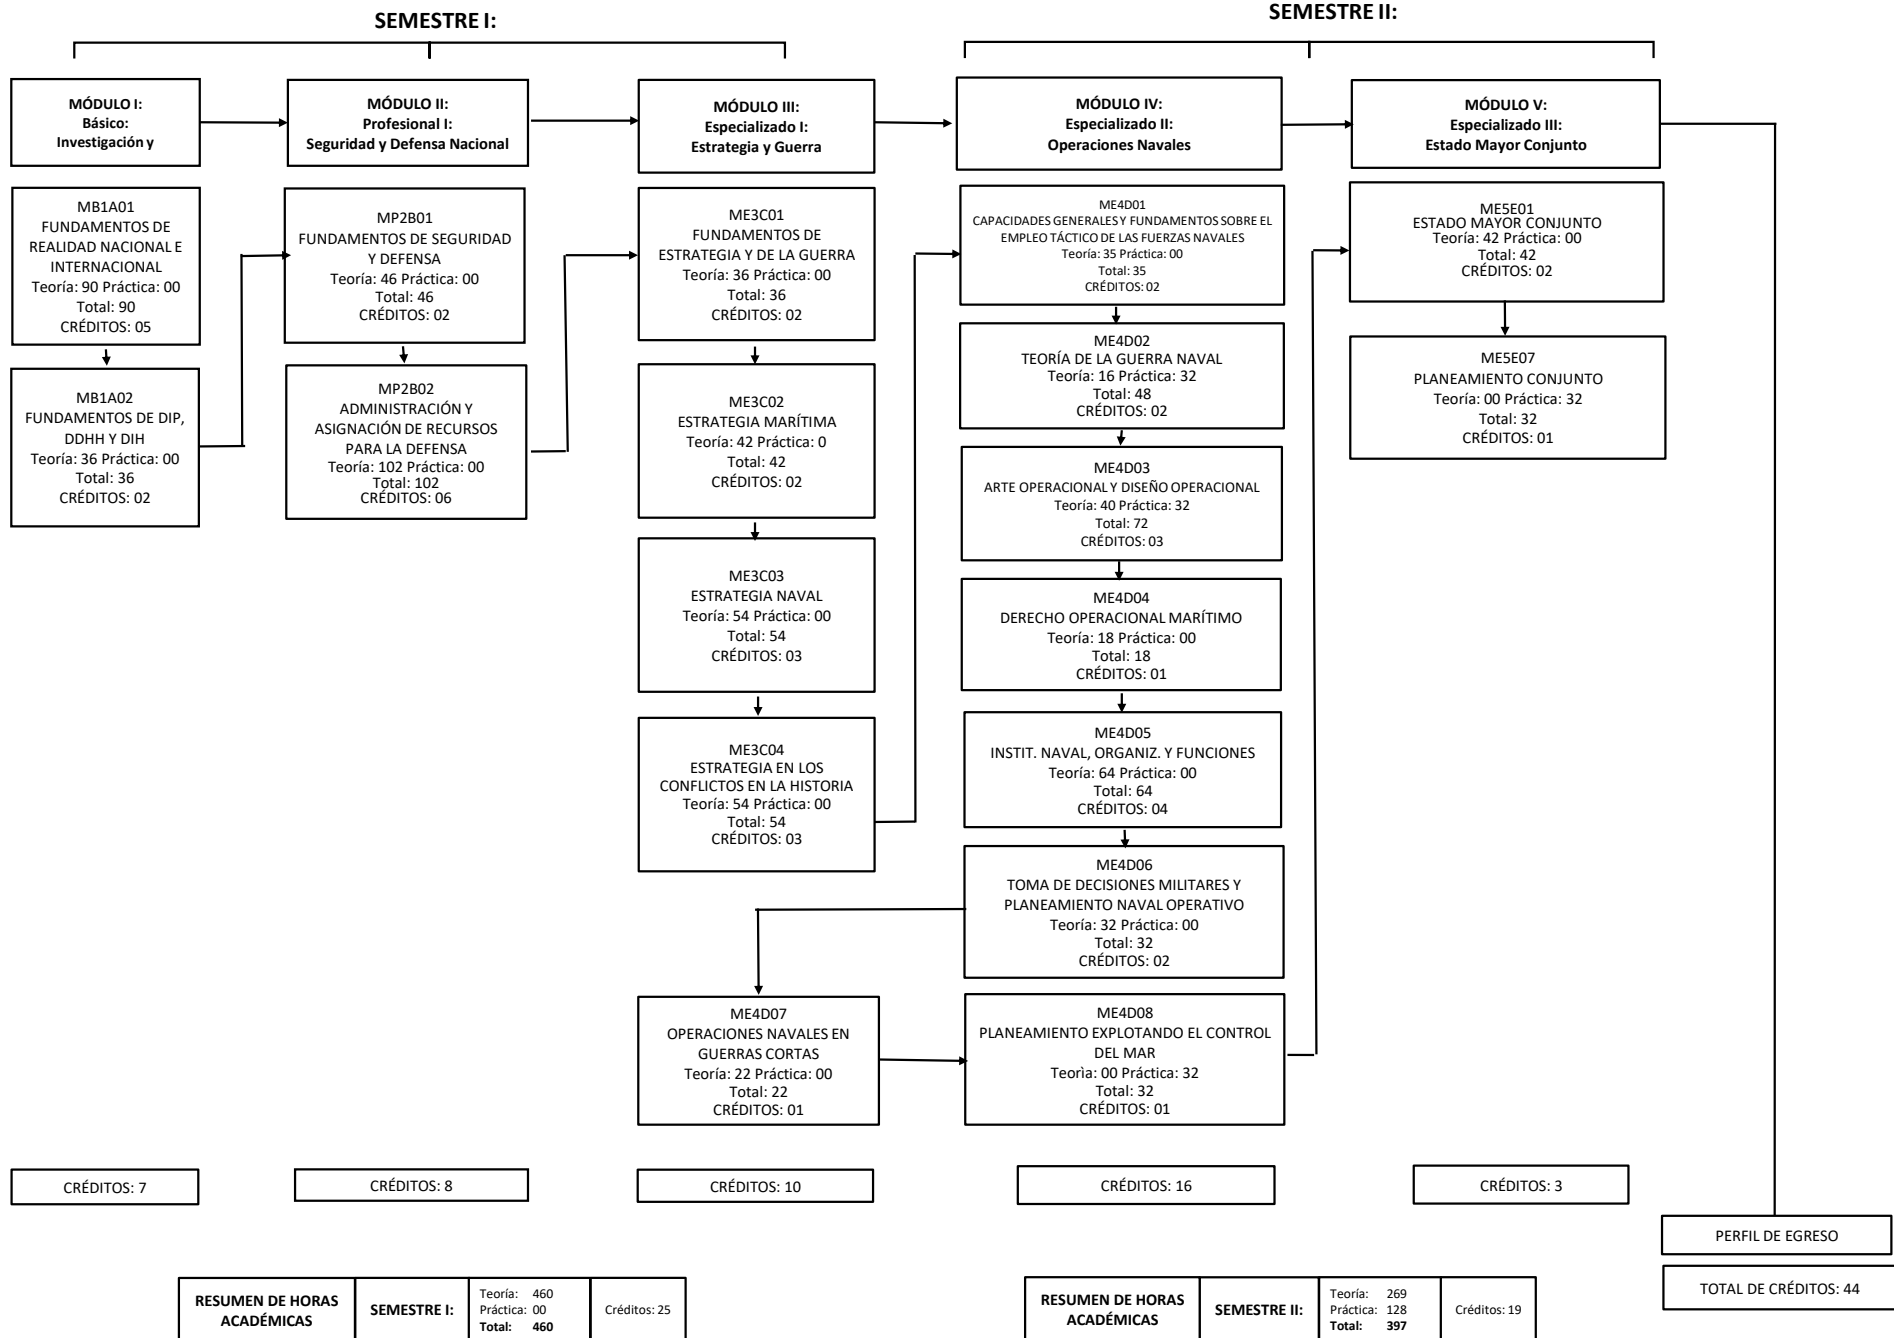 SEMESTRE I:
SEMESTRE II:
MÓDULO I:
Básico:
Investigación y
MÓDULO II:
Profesional I:
Seguridad y Defensa Nacional
MÓDULO III:
Especializado I:
Estrategia y Guerra
MÓDULO IV:
Especializado II:
Operaciones Navales
MÓDULO V:
Especializado III:
Estado Mayor Conjunto
MB1A01
FUNDAMENTOS DE
REALIDAD NACIONAL E
INTERNACIONAL
Teoría: 90 Práctica: 00
Total: 90
CRÉDITOS: 05
MB1A02
FUNDAMENTOS DE DIP,
DDHH Y DIH
Teoría: 36 Práctica: 00
Total: 36
CRÉDITOS: 02
MP2B01
FUNDAMENTOS DE SEGURIDAD
Y DEFENSA
Teoría: 46 Práctica: 00
Total: 46
CRÉDITOS: 02
MP2B02
ADMINISTRACIÓN Y
ASIGNACIÓN DE RECURSOS
PARA LA DEFENSA
Teoría: 102 Práctica: 00
Total: 102
CRÉDITOS: 06
ME3C01
FUNDAMENTOS DE
ESTRATEGIA Y DE LA GUERRA
Teoría: 36 Práctica: 00
Total: 36
CRÉDITOS: 02
ME3C02
ESTRATEGIA MARÍTIMA
Teoría: 42 Práctica: 0
Total: 42
CRÉDITOS: 02
ME3C03
ESTRATEGIA NAVAL
Teoría: 54 Práctica: 00
Total: 54
CRÉDITOS: 03
ME3C04
ESTRATEGIA EN LOS
CONFLICTOS EN LA HISTORIA
Teoría: 54 Práctica: 00
Total: 54
CRÉDITOS: 03
ME4D01
CAPACIDADES GENERALES Y FUNDAMENTOS SOBRE EL
EMPLEO TÁCTICO DE LAS FUERZAS NAVALES
Teoría: 35 Práctica: 00
Total: 35
CRÉDITOS: 02
ME4D02
TEORÍA DE LA GUERRA NAVAL
Teoría: 16 Práctica: 32
Total: 48
CRÉDITOS: 02
ME4D03
ARTE OPERACIONAL Y DISEÑO OPERACIONAL
Teoría: 40 Práctica: 32
Total: 72
CRÉDITOS: 03
ME4D04
DERECHO OPERACIONAL MARÍTIMO
Teoría: 18 Práctica: 00
Total: 18
CRÉDITOS: 01
ME4D05
INSTIT. NAVAL, ORGANIZ. Y FUNCIONES
Teoría: 64 Práctica: 00
Total: 64
CRÉDITOS: 04
ME4D06
TOMA DE DECISIONES MILITARES Y
PLANEAMIENTO NAVAL OPERATIVO
Teoría: 32 Práctica: 00
Total: 32
CRÉDITOS: 02
ME4D07
OPERACIONES NAVALES EN
GUERRAS CORTAS
Teoría: 22 Práctica: 00
Total: 22
CRÉDITOS: 01
ME4D08
PLANEAMIENTO EXPLOTANDO EL CONTROL
DEL MAR
Teorìa: 00 Práctica: 32
Total: 32
CRÉDITOS: 01
ME5E01
ESTADO MAYOR CONJUNTO
Teoría: 42 Práctica: 00
Total: 42
CRÉDITOS: 02
ME5E07
PLANEAMIENTO CONJUNTO
Teoría: 00 Práctica: 32
Total: 32
CRÉDITOS: 01
CRÉDITOS: 7
CRÉDITOS: 8
CRÉDITOS: 10
CRÉDITOS: 16
CRÉDITOS: 3
PERFIL DE EGRESO
TOTAL DE CRÉDITOS: 44
RESUMEN DE HORAS
ACADÉMICAS
SEMESTRE I:
Teoría: 460
Práctica: 00
Total: 460
Créditos: 25
RESUMEN DE HORAS
ACADÉMICAS
SEMESTRE II:
Teoría: 269
Práctica: 128
Total: 397
Créditos: 19